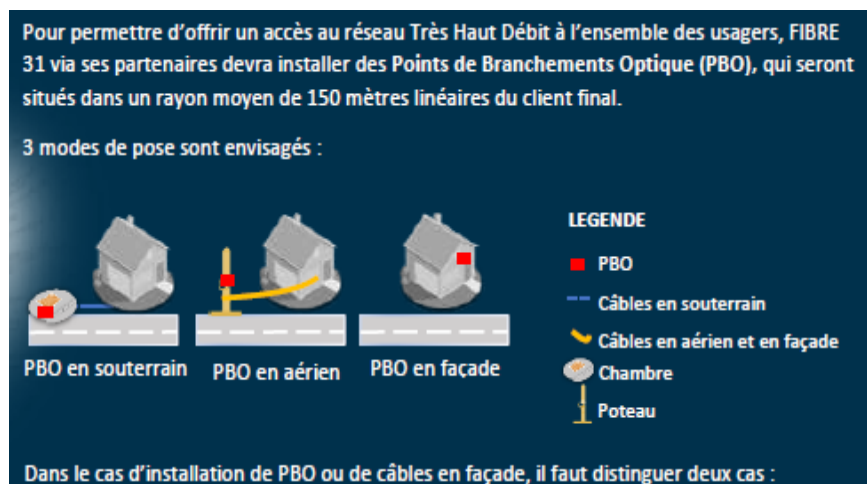 Pour permettre d'offrir un accès au réseau Très Haut Débit à l'ensemble des usagers, FIBRE
31 via ses partenaires devra installer des Points de Branchements Optique (PBO), qui seront
situés dans un rayon moyen de 150 mètres linéaires du client final.
3 modes de pose sont envisagés :
PBO en souterrain
PBO en aérien
PBO en façade
LEGENDE
PBO
Câbles en souterrain
Câbles en aérien et en façade
Chambre
Poteau
Dans le cas d'installation de PBO ou de câbles en façade, il faut distinguer deux cas :